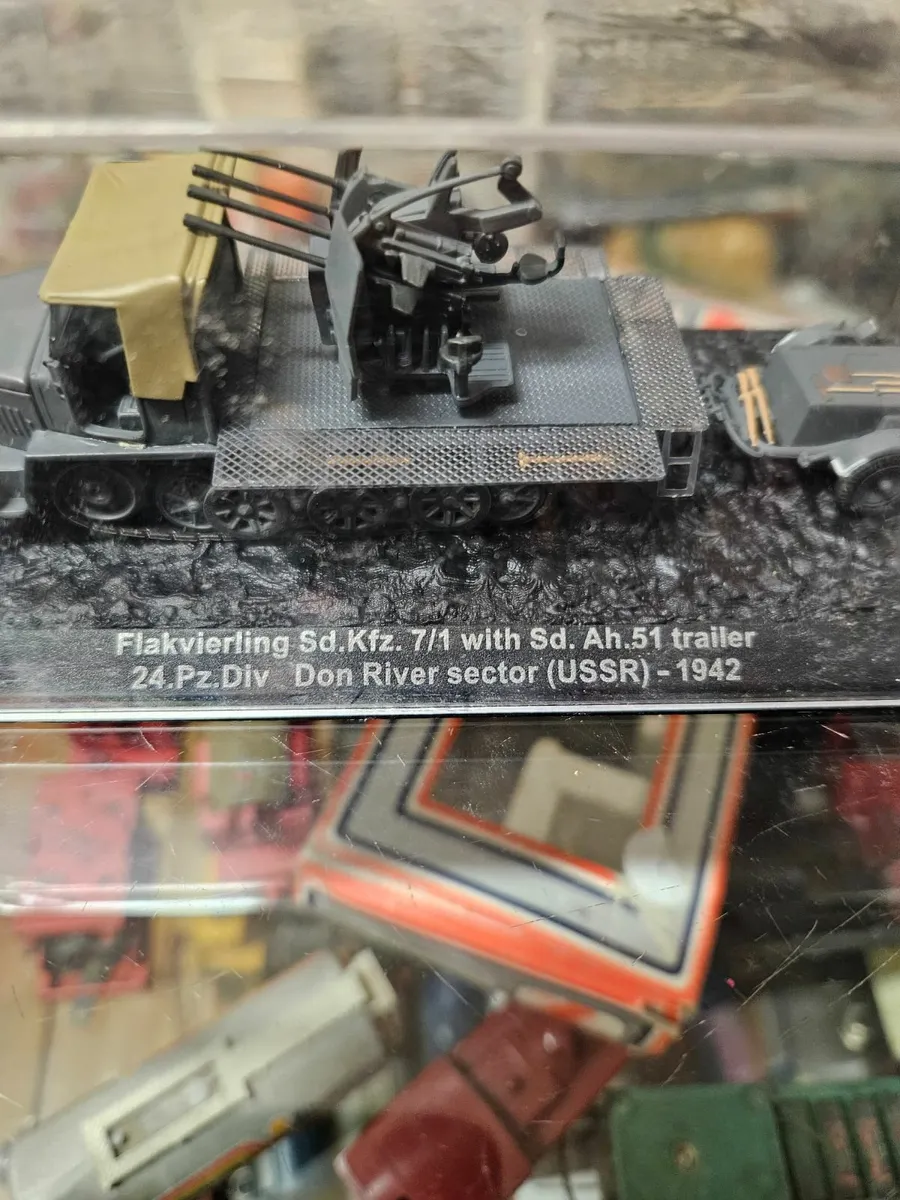 Flakvierling Sd.Kfz. 7/1 with Sd. Ah.51 trailer
24.Pz.Div Don River sector (USSR) - 1942